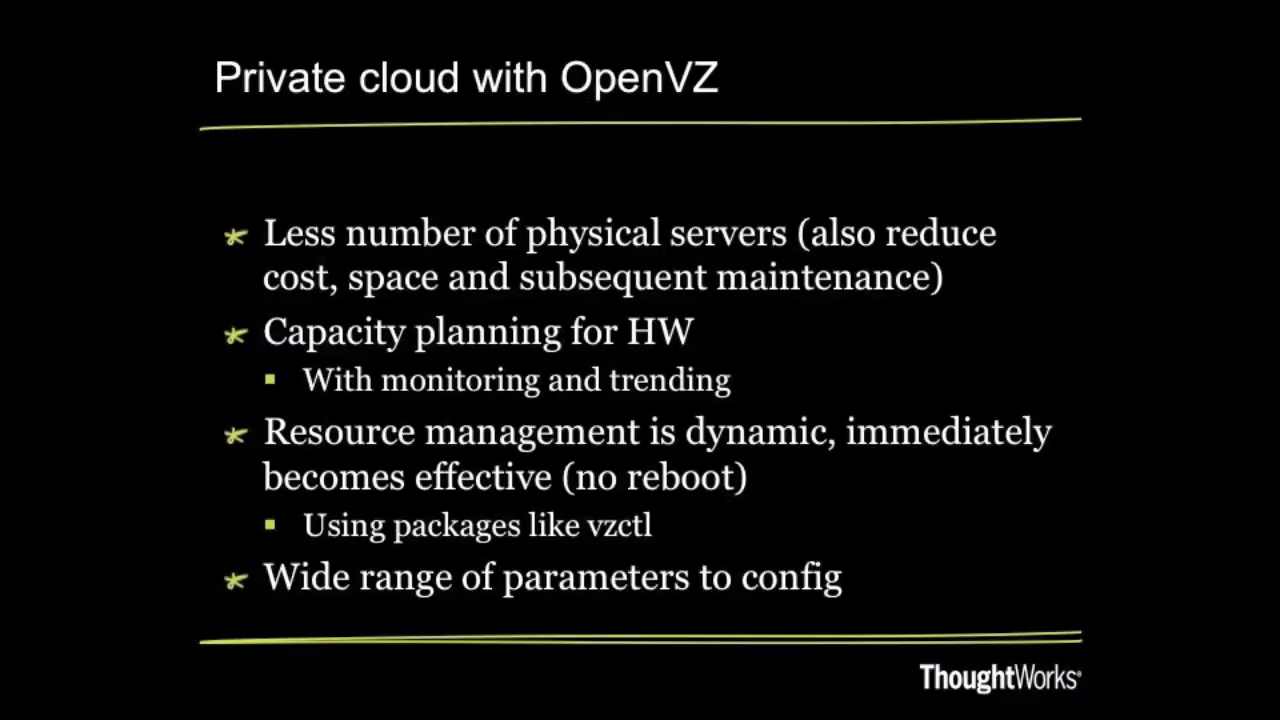 Private cloud with OpenVZ
Less number of physical servers (also reduce
cost, space and subsequent maintenance)
Capacity planning for HW
With monitoring and trending
Resource management is dynamic, immediately
becomes effective (no reboot)
Using packages like vzctl
Wide range of parameters to config
ThoughtWorks®